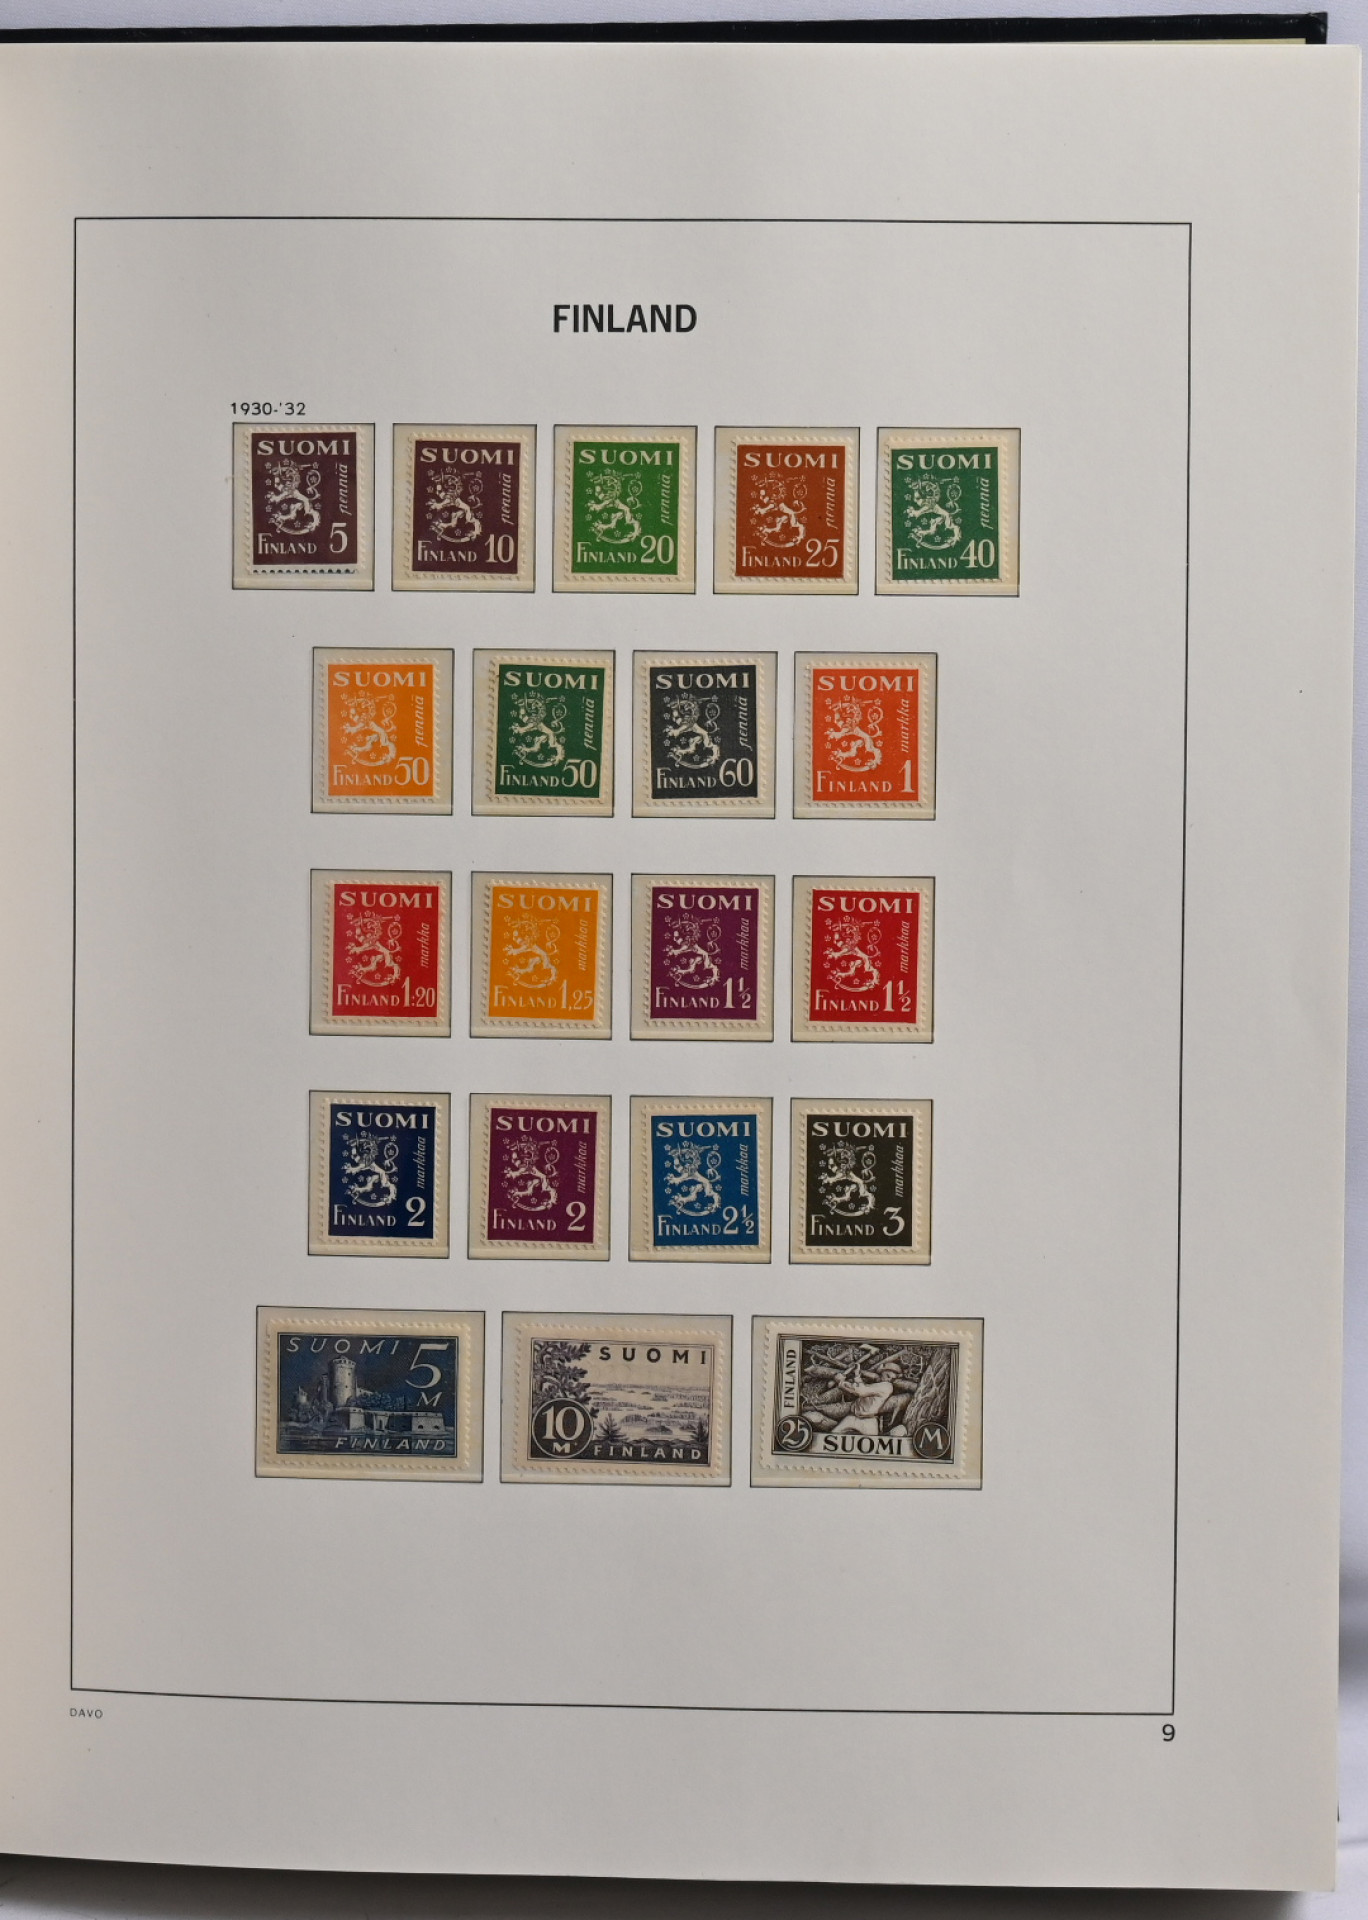 FINLAND
1930-'32
SUOMI penniä FINLAND 5
SUOMI penniä FINLAND 10
SUOMI penniä FINLAND 20
SUOMI penniä FINLAND 25
SUOMI penniä FINLAND 40
SUOMI penniä FINLAND 50
SUOMI penniä FINLAND 50
SUOMI penniä FINLAND 60
SUOMI markka FINLAND 1
SUOMI markka FINLAND 1:20
SUOMI markkaa FINLAND 1,25
SUOMI markkaa FINLAND 1½
SUOMI markkaa FINLAND 1½
SUOMI markkaa FINLAND 2
SUOMI markkaa FINLAND 2
SUOMI markkaa FINLAND 2½
SUOMI markkaa FINLAND 3
SUOMI 5 M FINLAND
SUOMI 10 M FINLAND
FINLAND 25 SUOMI M
DAVO
9